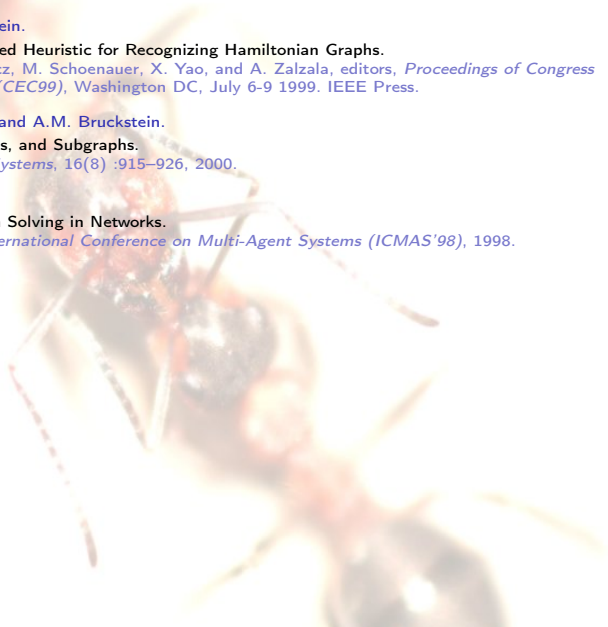 ein.
ed Heuristic for Recognizing Hamiltonian Graphs.
tz, M. Schoenauer, X. Yao, and A. Zalzala, editors, Proceedings of Congress
(CEC99), Washington DC, July 6-9 1999. IEEE Press.
and A.M. Bruckstein.
s, and Subgraphs.
ystems, 16(8) :915–926, 2000.
Solving in Networks.
ernational Conference on Multi-Agent Systems (ICMAS'98), 1998.